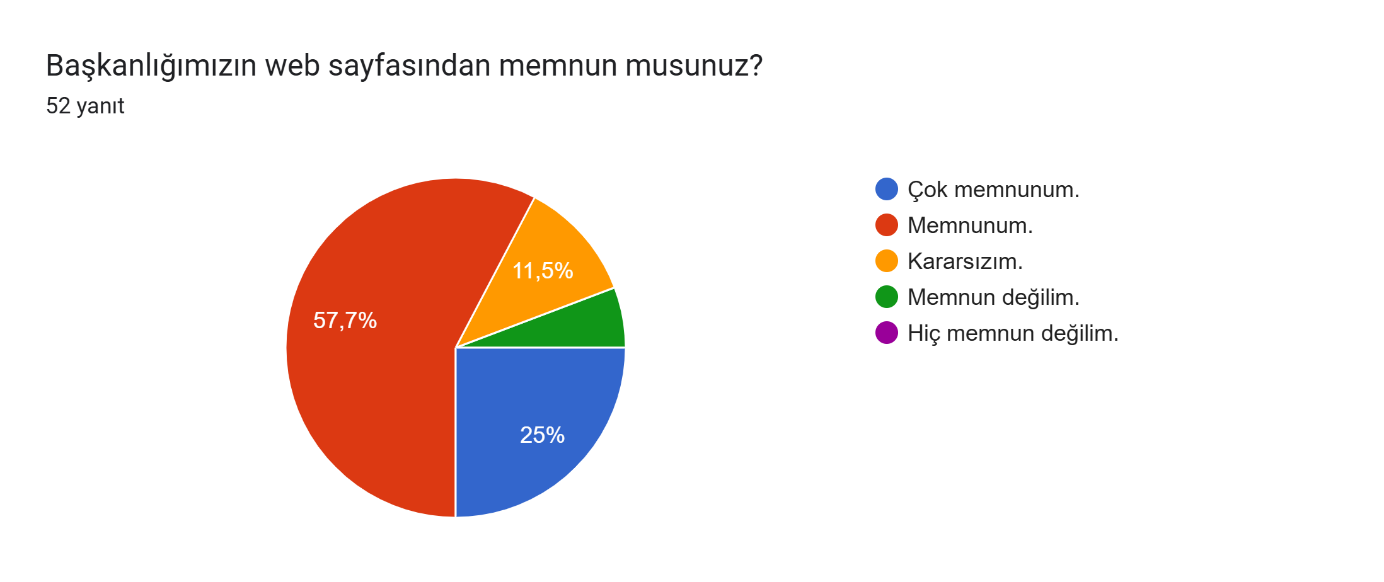 Başkanlığımızın web sayfasından memnun musunuz?
52 yanıt
Çok memnunum.
Memnunum.
Kararsızım.
Memnun değilim.
Hiç memnun değilim.
11,5%
57,7%
25%